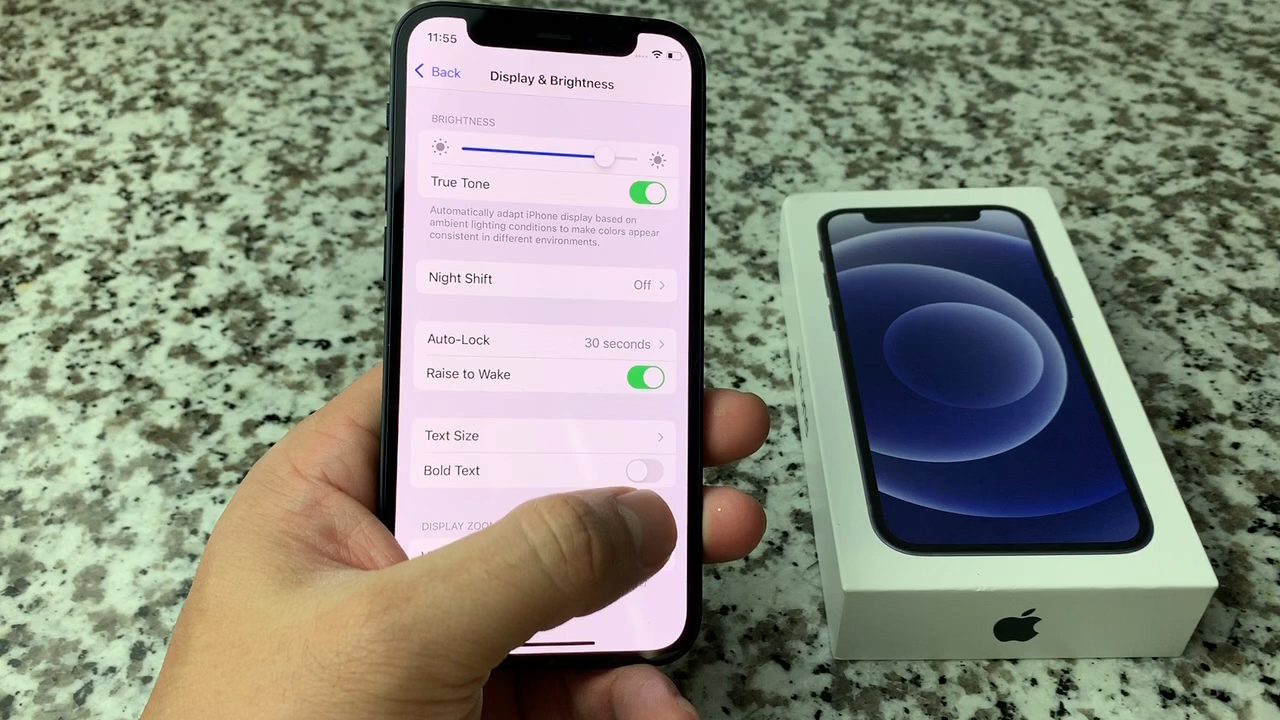 11:55
Back Display & Brightness
BRIGHTNESS
True Tone
Automatically adapt iPhone display based on
ambient lighting conditions to make colors appear
consistent in different environments.
Night Shift Off
Auto-Lock 30 seconds
Raise to Wake
Text Size
Bold Text
DISPLAY ZOO